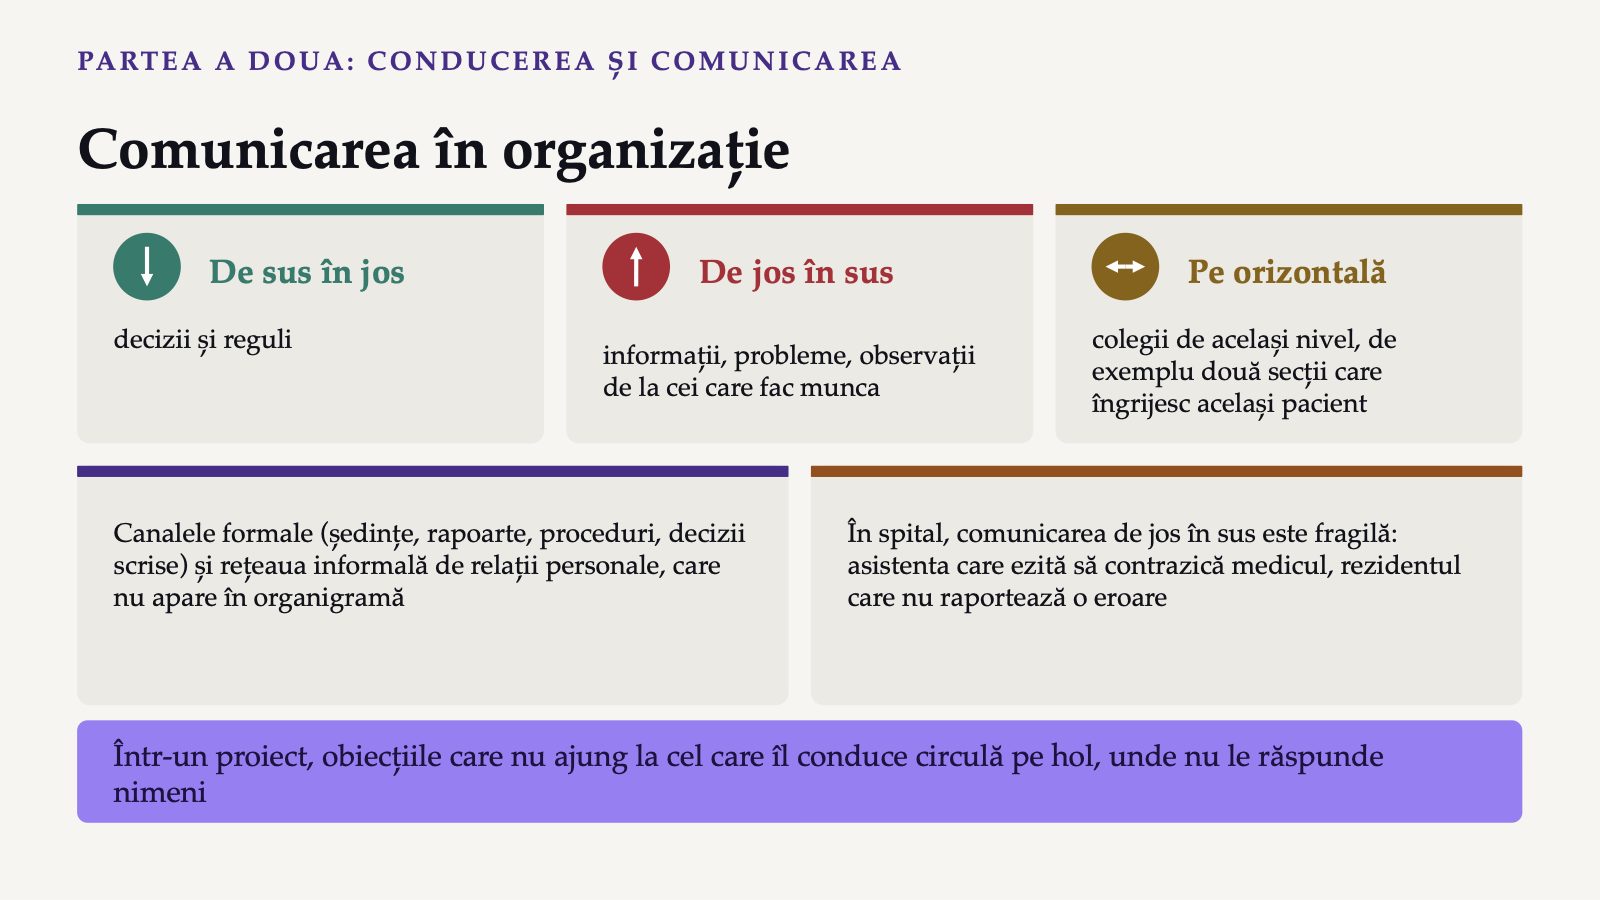 PARTEA A DOUA: CONDUCEREA ȘI COMUNICAREA
Comunicarea în organizație
De sus în jos
decizii și reguli
De jos în sus
informații, probleme, observații
de la cei care fac munca
Pe orizontală
colegii de același nivel, de
exemplu două secții care
îngrijesc același pacient
Canalele formale (ședințe, rapoarte, proceduri, decizii
scrise) și rețeaua informală de relații personale, care
nu apare în organigramă
În spital, comunicarea de jos în sus este fragilă:
asistenta care ezită să contrazică medicul, rezidentul
care nu raportează o eroare
Într-un proiect, obiecțiile care nu ajung la cel care îl conduce circulă pe hol, unde nu le răspunde
nimeni